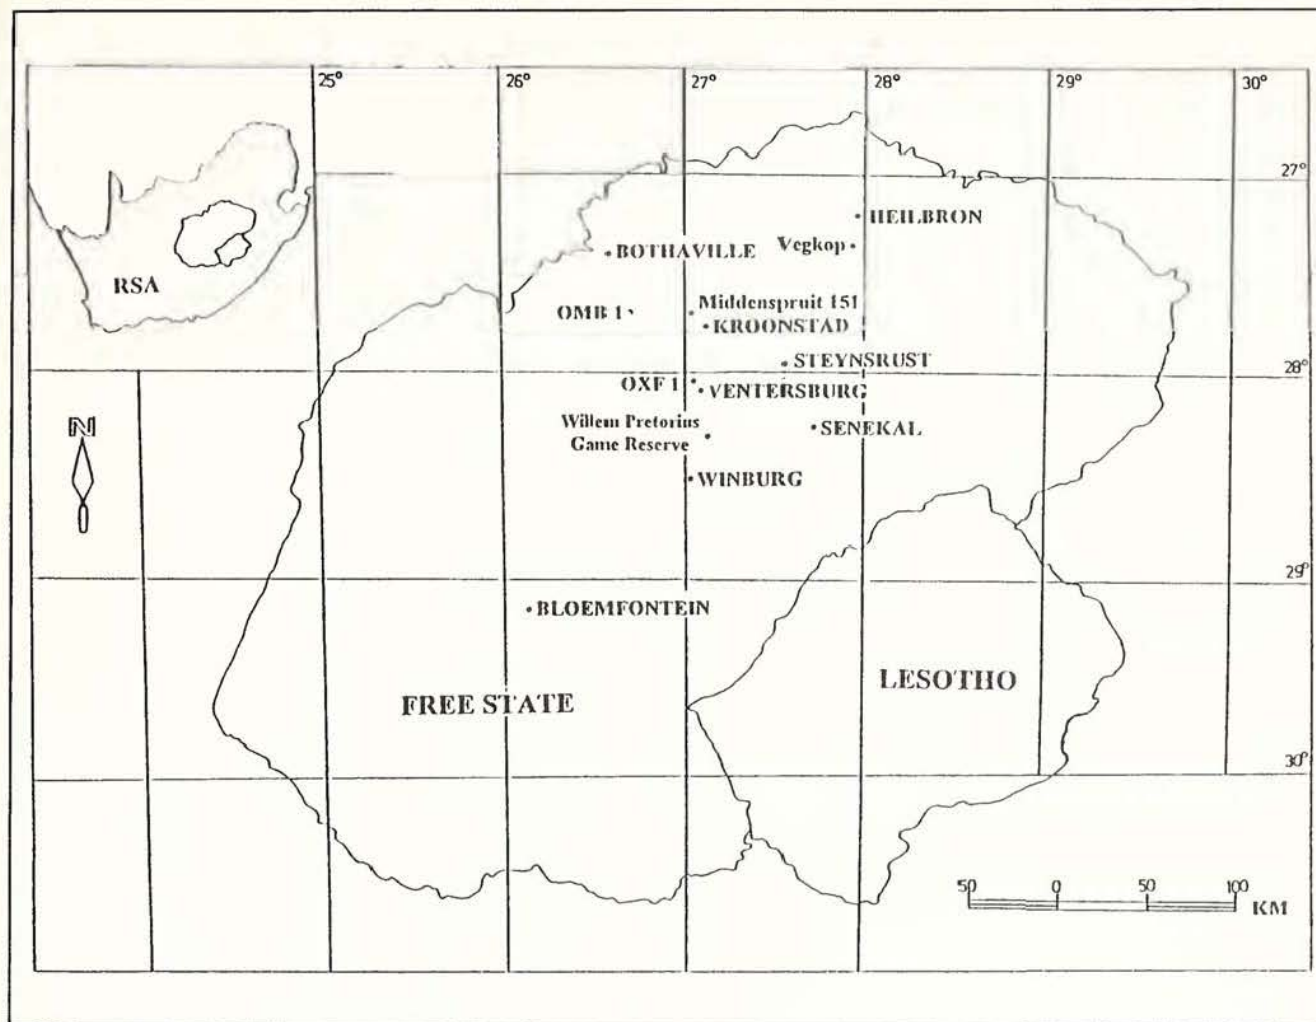 25°
26°
27°
28°
29°
30°
27°
HEILBRON
Vegkop
BOTHAVILLE
RSA
Middenspruit 151
OMB 1
KROONSTAD
STEYNSRUST
28°
OXF 1
VENTERSBURG
N
Willem Pretorius
Game Reserve
SENEKAL
WINBURG
29°
BLOEMFONTEIN
LESOTHO
FREE STATE
30°
50 0 50 100
KM